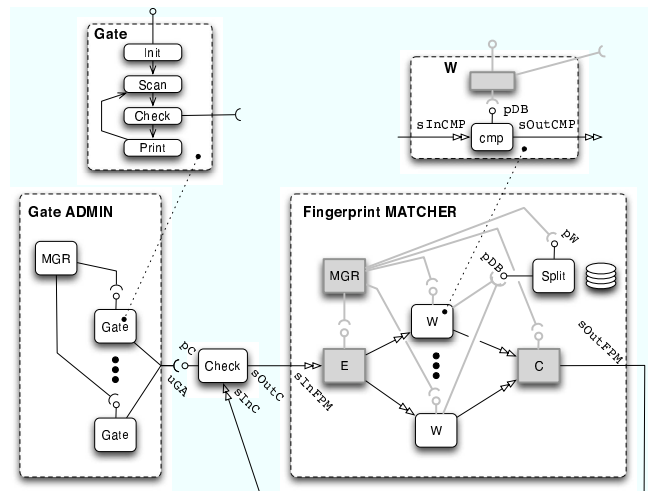 Gate
Init
Scan
Check
Print
W
pDB
sInCMP
cmp
sOutCMP
Gate ADMIN
MGR
Gate
Gate
pC
uGA
Check
sOutC
sInC
sInFPM
Fingerprint MATCHER
MGR
pW
pDB
Split
W
E
C
W
sOutFPM